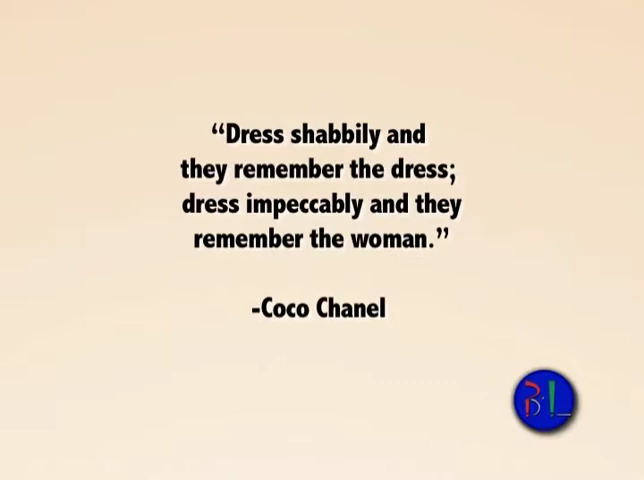 “Dress shabbily and
they remember the dress;
dress impeccably and they
remember the woman.”
-Coco Chanel